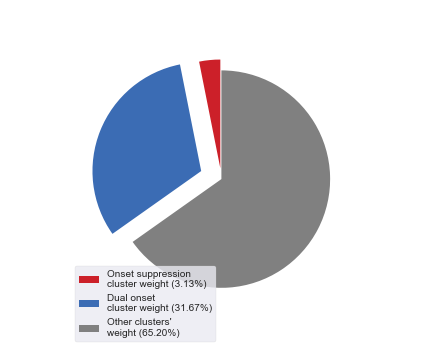 Onset suppression
cluster weight (3.13%)
Dual onset
cluster weight (31.67%)
Other clusters'
weight (65.20%)